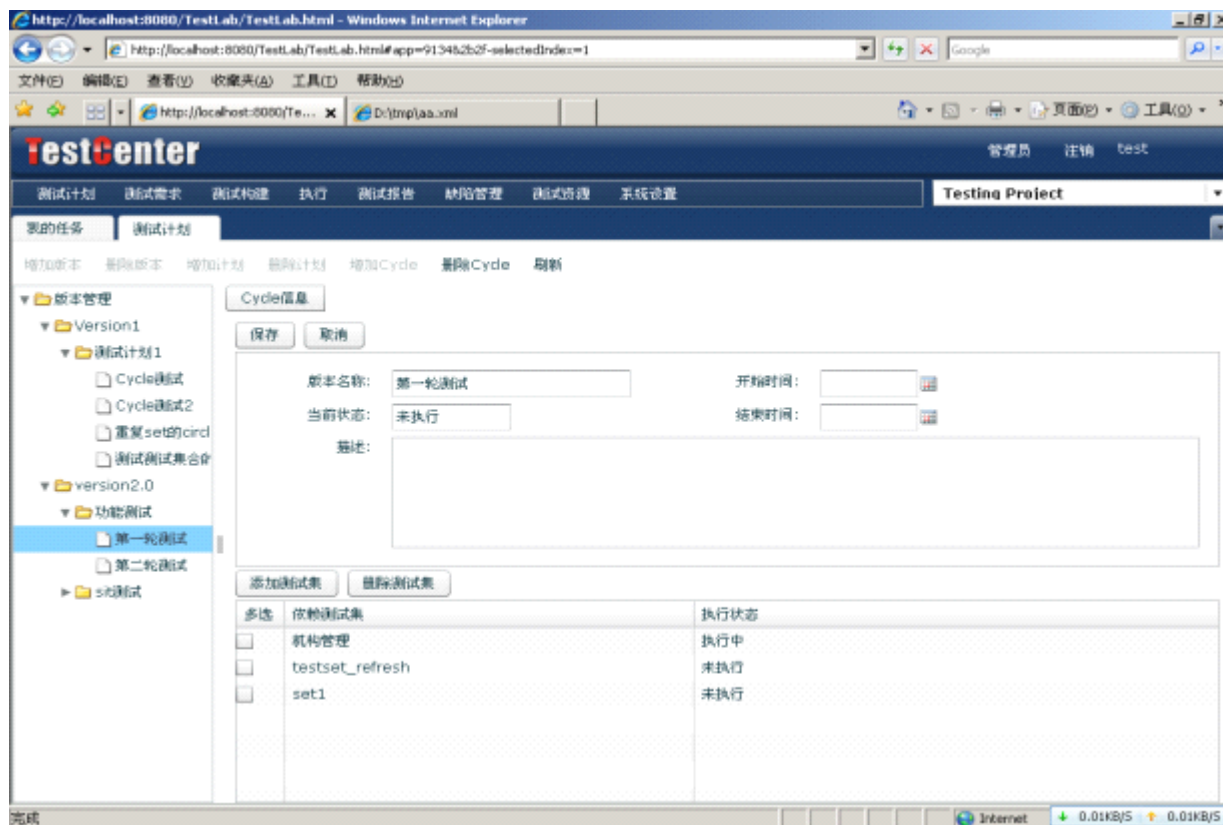 http://localhost:8080/TestLab/TestLab.html - Windows Internet Explorer
http://localhost:8080/TestLab/TestLab.html#app=9134&2b2f-selectedIndex=1
Google
文件(F) 编辑(E) 查看(V) 收藏夹(A) 工具(T) 帮助(H)
http://localhost:8080/Te... D:\tmp\aa.xml 页面(P) 工具(O)
TestCenter 管理员 注销 test
测试计划 测试需求 测试构建 执行 测试报告 缺陷管理 测试资源 系统设置 Testing Project
我的任务 测试计划
增加版本 删除版本 增加计划 删除计划 增加Cycle 删除Cycle 刷新
版本管理
Version1
测试计划1
Cycle测试
Cycle测试2
重复set的circl
测试测试集合的
version2.0
功能测试
第一轮测试
第二轮测试
sit测试
Cycle信息
保存 取消
版本名称: 第一轮测试 开始时间:
当前状态: 未执行 结束时间:
描述:
添加测试集 删除测试集
多选 依赖测试集 执行状态
机构管理 执行中
testset_refresh 未执行
set1 未执行
完成 Internet 0.01KB/S 0.01KB/S